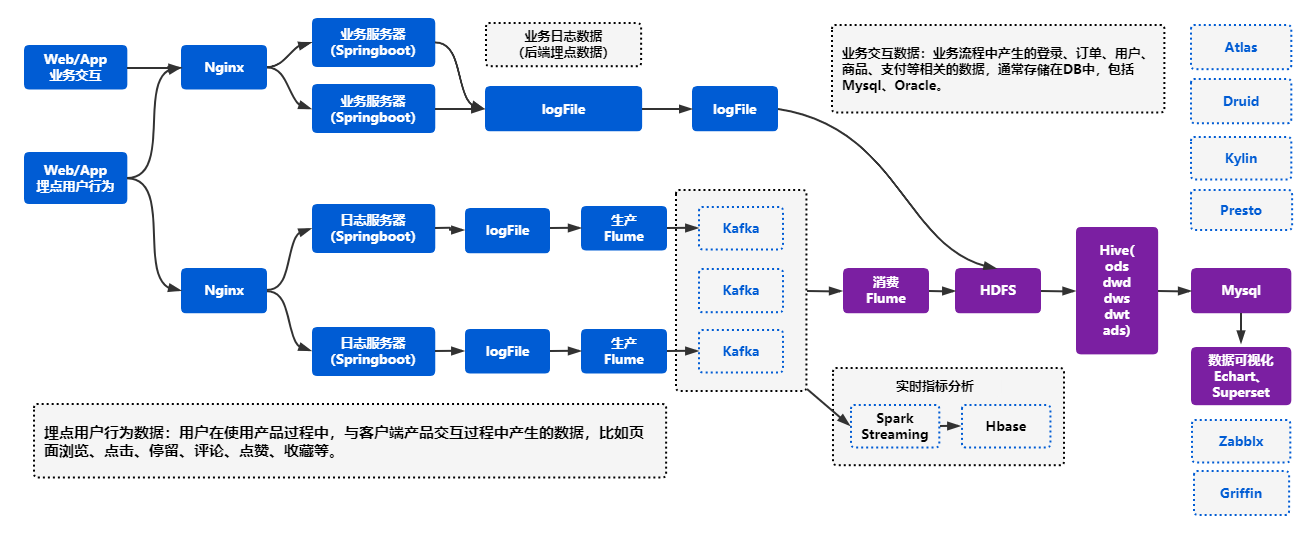 Web/App
业务交互
Web/App
埋点用户行为
Nginx
业务服务器
(Springboot)
业务服务器
(Springboot)
业务日志数据
(后端埋点数据)
logFile
logFile
业务交互数据：业务流程中产生的登录、订单、用户、
商品、支付等相关的数据，通常存储在DB中，包括
Mysql、Oracle。
Atlas
Druid
Kylin
Presto
Nginx
日志服务器
(Springboot)
logFile
生产
Flume
Kafka
Kafka
日志服务器
(Springboot)
logFile
生产
Flume
Kafka
消费
Flume
HDFS
Hive(
ods
dwd
dws
dwt
ads)
Mysql
数据可视化
Echart、
Superset
实时指标分析
Spark
Streaming
Hbase
埋点用户行为数据：用户在使用产品过程中，与客户端产品交互过程中产生的数据，比如页
面浏览、点击、停留、评论、点赞、收藏等。
Zabblx
Griffin